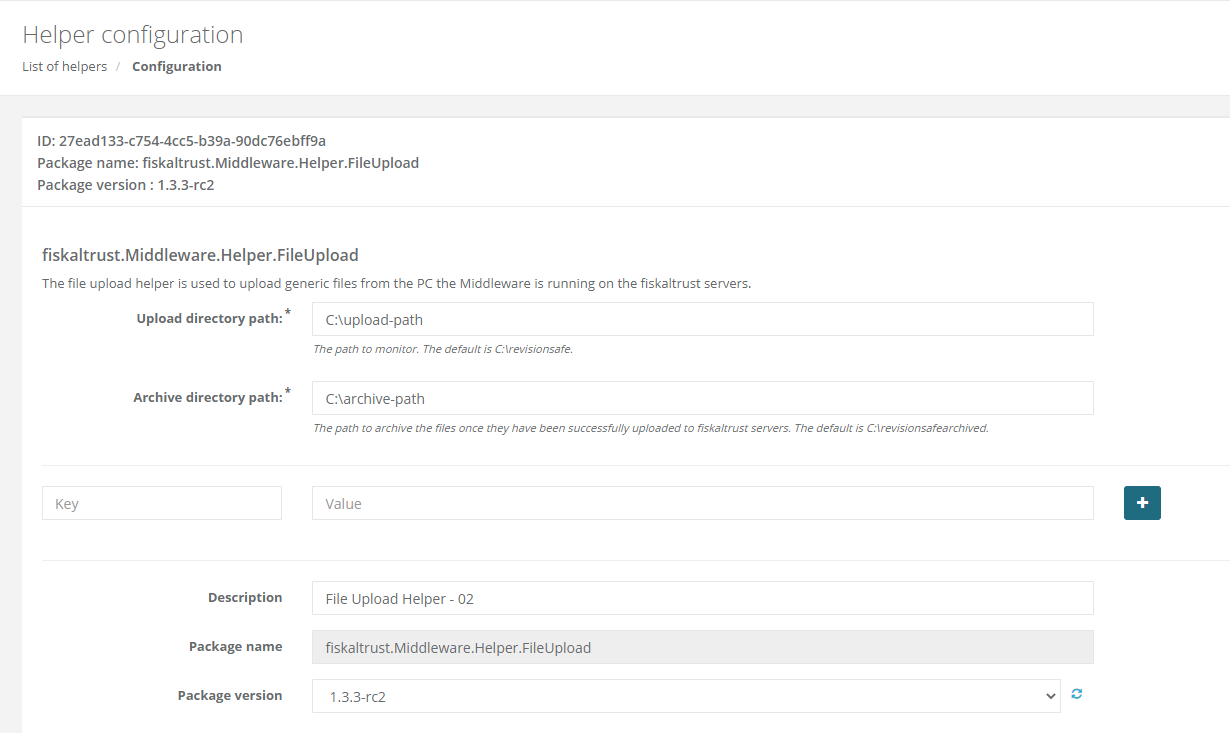 Helper configuration
List of helpers / Configuration
ID: 27ead133-c754-4cc5-b39a-90dc76ebff9a
Package name: fiskaltrust.Middleware.Helper.FileUpload
Package version : 1.3.3-rc2
fiskaltrust.Middleware.Helper.FileUpload
The file upload helper is used to upload generic files from the PC the Middleware is running on the fiskaltrust servers.
Upload directory path:* C:\upload-path
The path to monitor. The default is C:\revisionsafe.
Archive directory path:* C:\archive-path
The path to archive the files once they have been successfully uploaded to fiskaltrust servers. The default is C:\revisionsafearchived.
Key Value +
Description File Upload Helper - 02
Package name fiskaltrust.Middleware.Helper.FileUpload
Package version 1.3.3-rc2